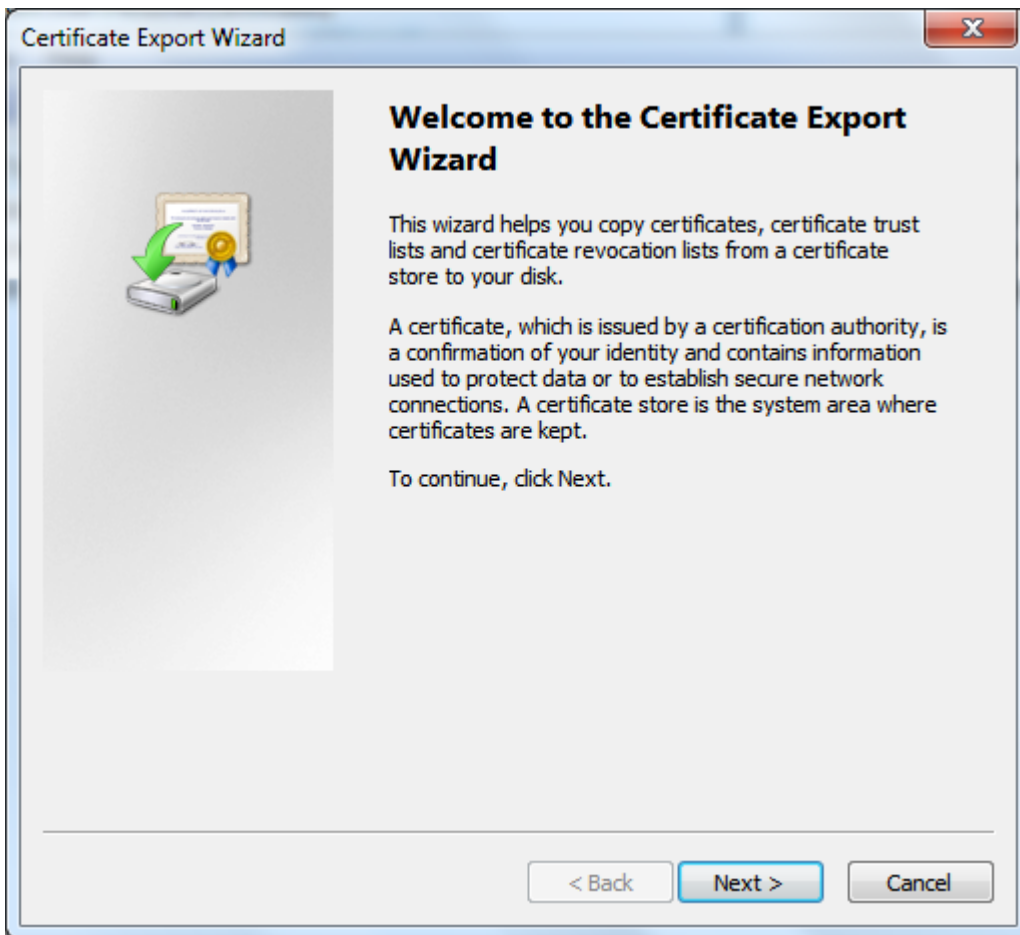 Certificate Export Wizard
Welcome to the Certificate Export
Wizard
This wizard helps you copy certificates, certificate trust
lists and certificate revocation lists from a certificate
store to your disk.
A certificate, which is issued by a certification authority, is
a confirmation of your identity and contains information
used to protect data or to establish secure network
connections. A certificate store is the system area where
certificates are kept.
To continue, click Next.
< Back
Next >
Cancel